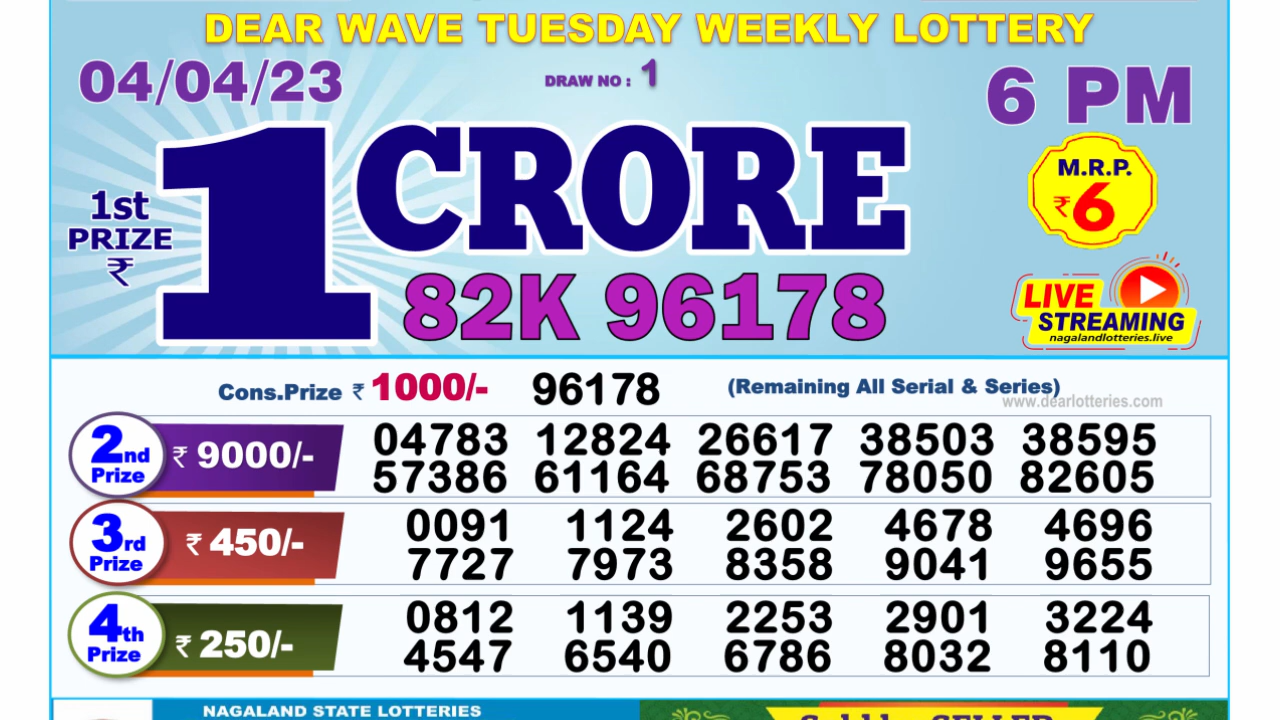 DEAR WAVE TUESDAY WEEKLY LOTTERY
04/04/23
DRAW NO : 1
6 PM
1st
PRIZE
₹
1 CRORE
82K 96178
M.R.P.
₹6
LIVE
STREAMING
nagalandlotteries.live
Cons.Prize ₹ 1000/- 96178 (Remaining All Serial & Series)
www.dearlotteries.com
2nd
Prize
₹ 9000/-
04783 12824 26617 38503 38595
57386 61164 68753 78050 82605
3rd
Prize
₹ 450/-
0091 1124 2602 4678 4696
7727 7973 8358 9041 9655
4th
Prize
₹ 250/-
0812 1139 2253 2901 3224
4547 6540 6786 8032 8110
NAGALAND STATE LOTTERIES